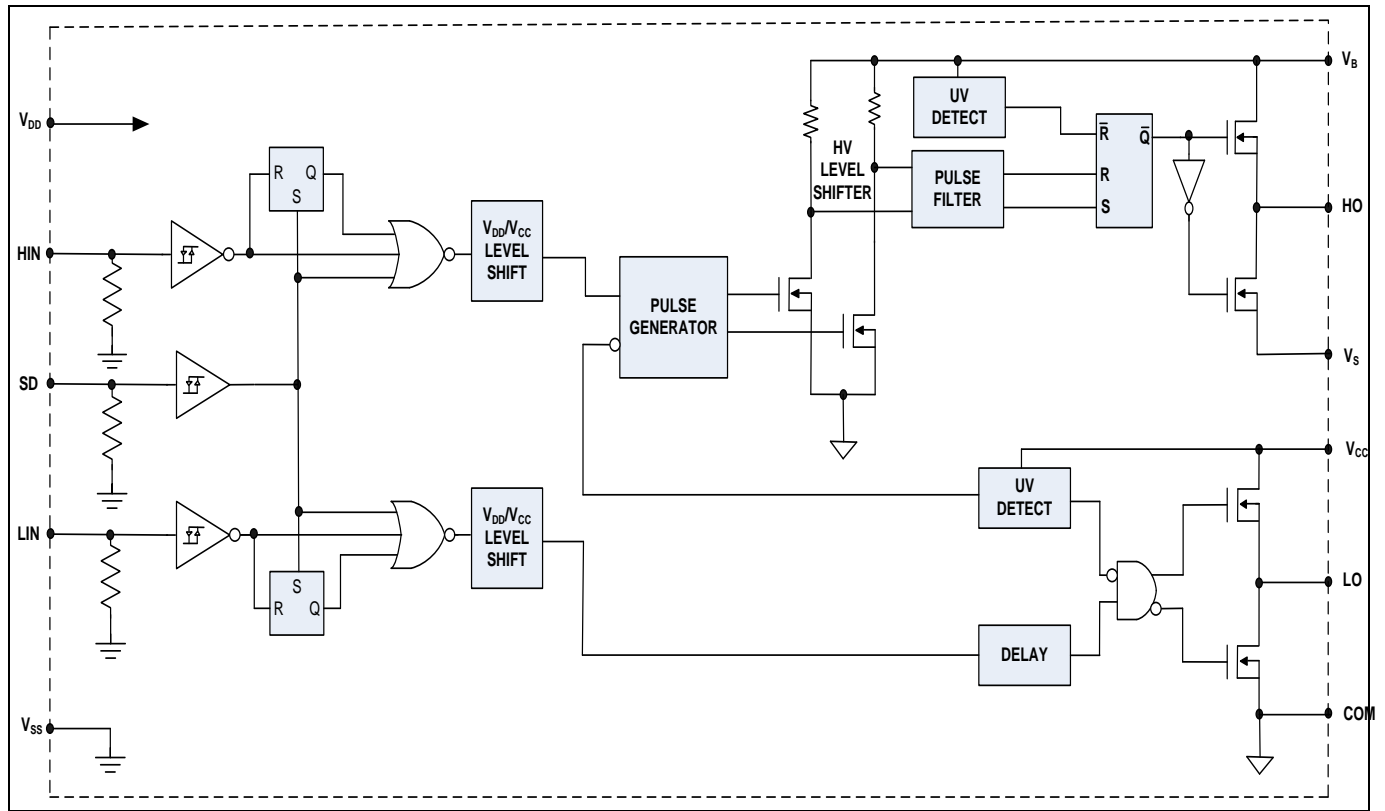 V_B
UV
DETECT
V_DD
R̅ Q̅
HV
LEVEL
SHIFTER
R Q
S
PULSE
FILTER
R
S
HO
V_DD/V_CC
LEVEL
SHIFT
HIN
PULSE
GENERATOR
V_S
SD
V_CC
UV
DETECT
V_DD/V_CC
LEVEL
SHIFT
LIN
S
R Q
LO
DELAY
V_SS
COM